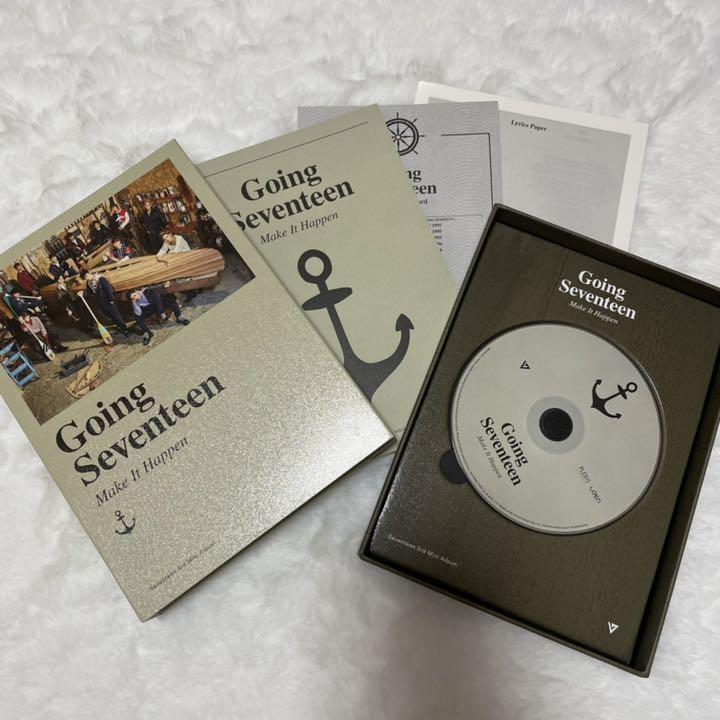 Going
Seventeen
Make It Happen
Seventeen 3rd Mini Album
Going
Seventeen
Make It Happen
Lyrics Paper
Going
Seventeen
Make It Happen
Going
Seventeen
Make It Happen
PLEDIS
Seventeen 3rd Mini Album